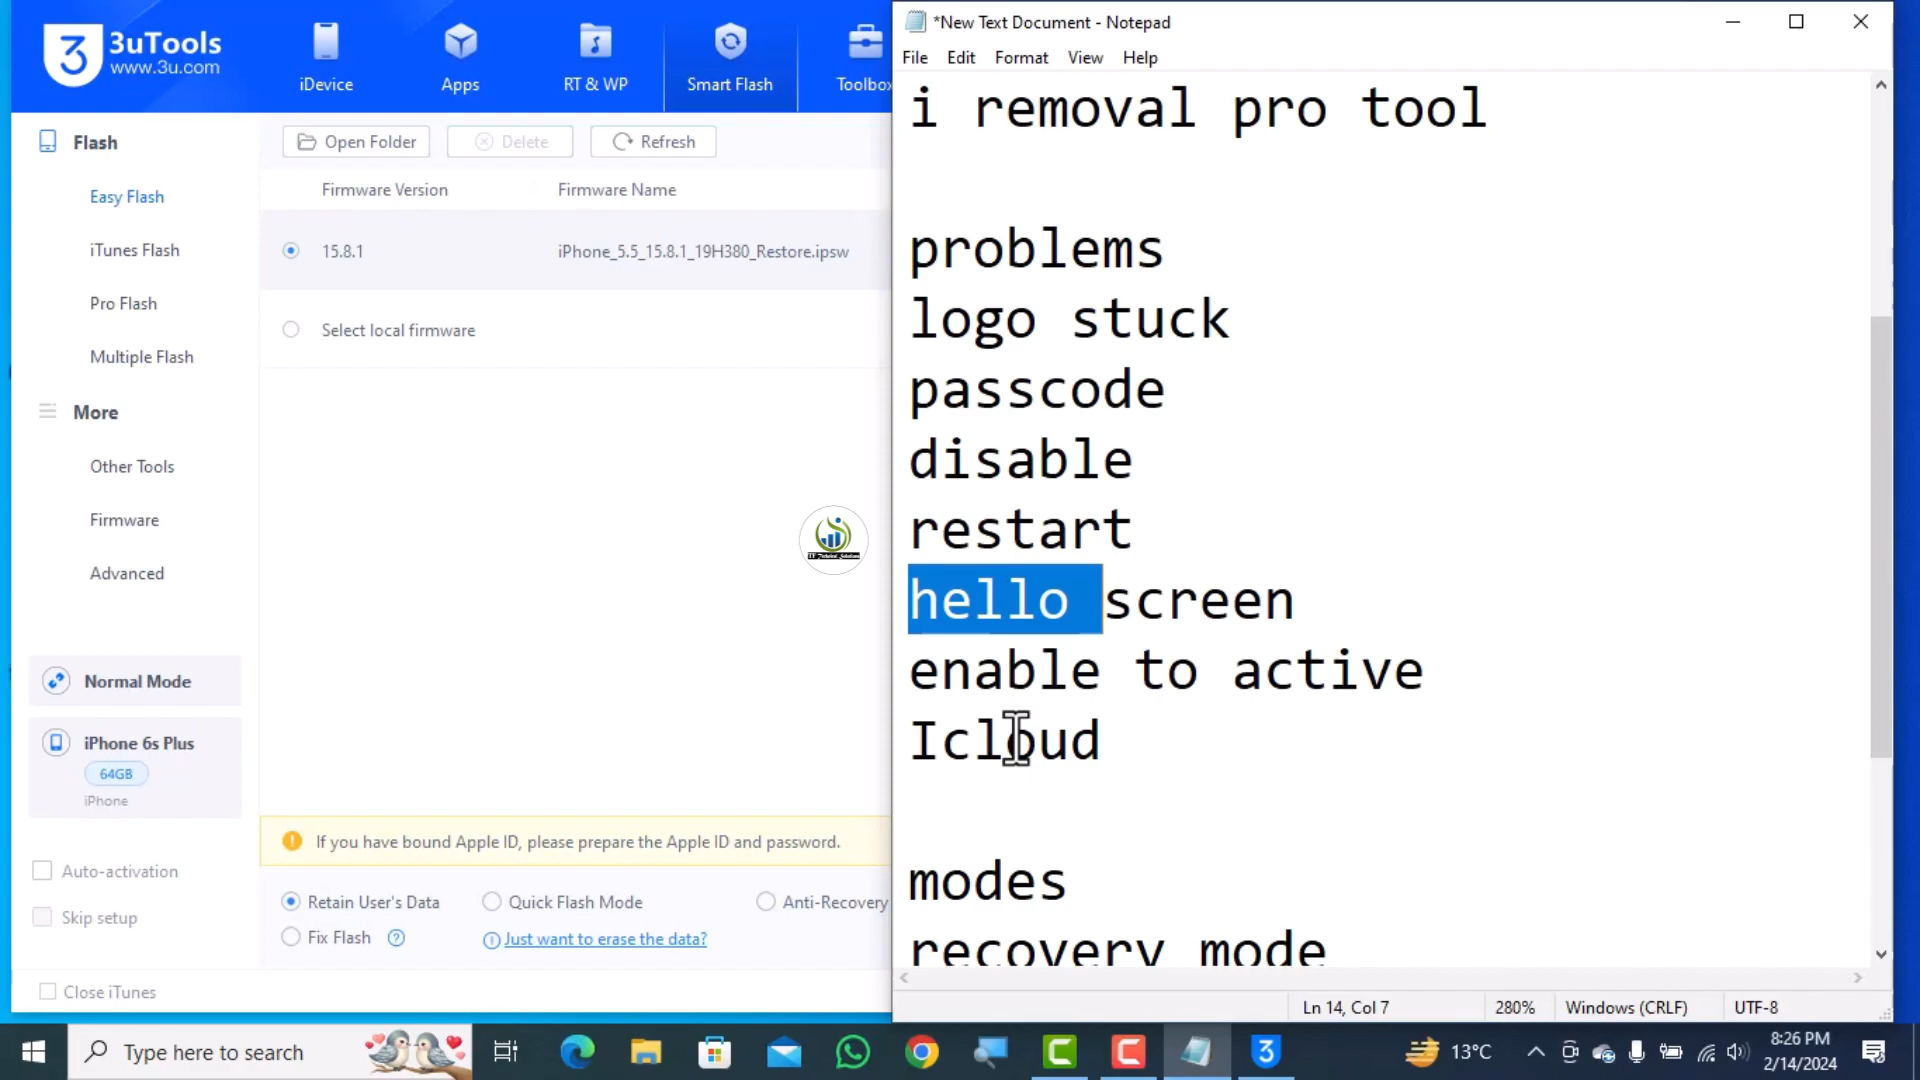 3uTools
www.3u.com
iDevice
Apps
RT & WP
Smart Flash
Toolbox
Flash
Easy Flash
iTunes Flash
Pro Flash
Multiple Flash
More
Other Tools
Firmware
Advanced
Normal Mode
iPhone 6s Plus
64GB
iPhone
Auto-activation
Skip setup
Close iTunes
Open Folder
Delete
Refresh
Firmware Version
Firmware Name
15.8.1
iPhone_5.5_15.8.1_19H380_Restore.ipsw
Select local firmware
If you have bound Apple ID, please prepare the Apple ID and password.
Retain User's Data
Quick Flash Mode
Anti-Recovery
Fix Flash
Just want to erase the data?
*New Text Document - Notepad
File Edit Format View Help
i removal pro tool
problems
logo stuck
passcode
disable
restart
hello screen
enable to active
Icloud
modes
recovery mode
Ln 14, Col 7
280%
Windows (CRLF)
UTF-8
Type here to search
13°C
8:26 PM
2/14/2024